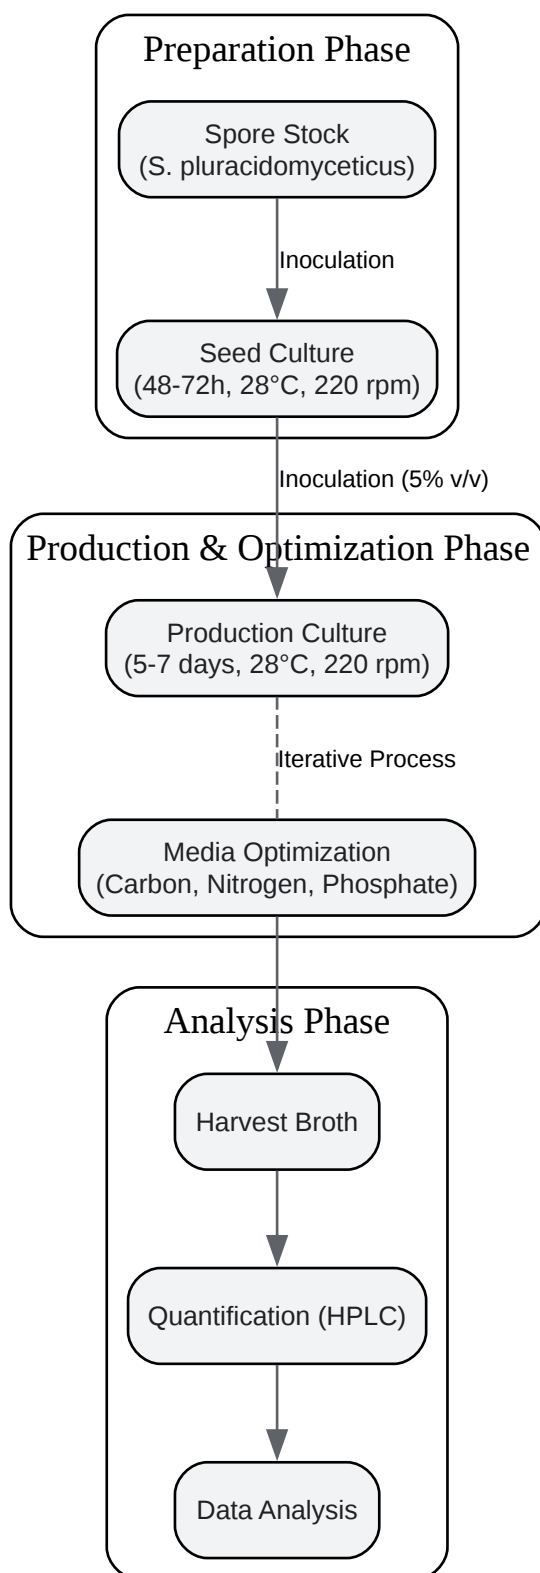 Preparation Phase
Spore Stock
(S. pluracidomyceticus)
Inoculation
Seed Culture
(48-72h, 28°C, 220 rpm)
Inoculation (5% v/v)
Production & Optimization Phase
Production Culture
(5-7 days, 28°C, 220 rpm)
Iterative Process
Media Optimization
(Carbon, Nitrogen, Phosphate)
Analysis Phase
Harvest Broth
Quantification (HPLC)
Data Analysis